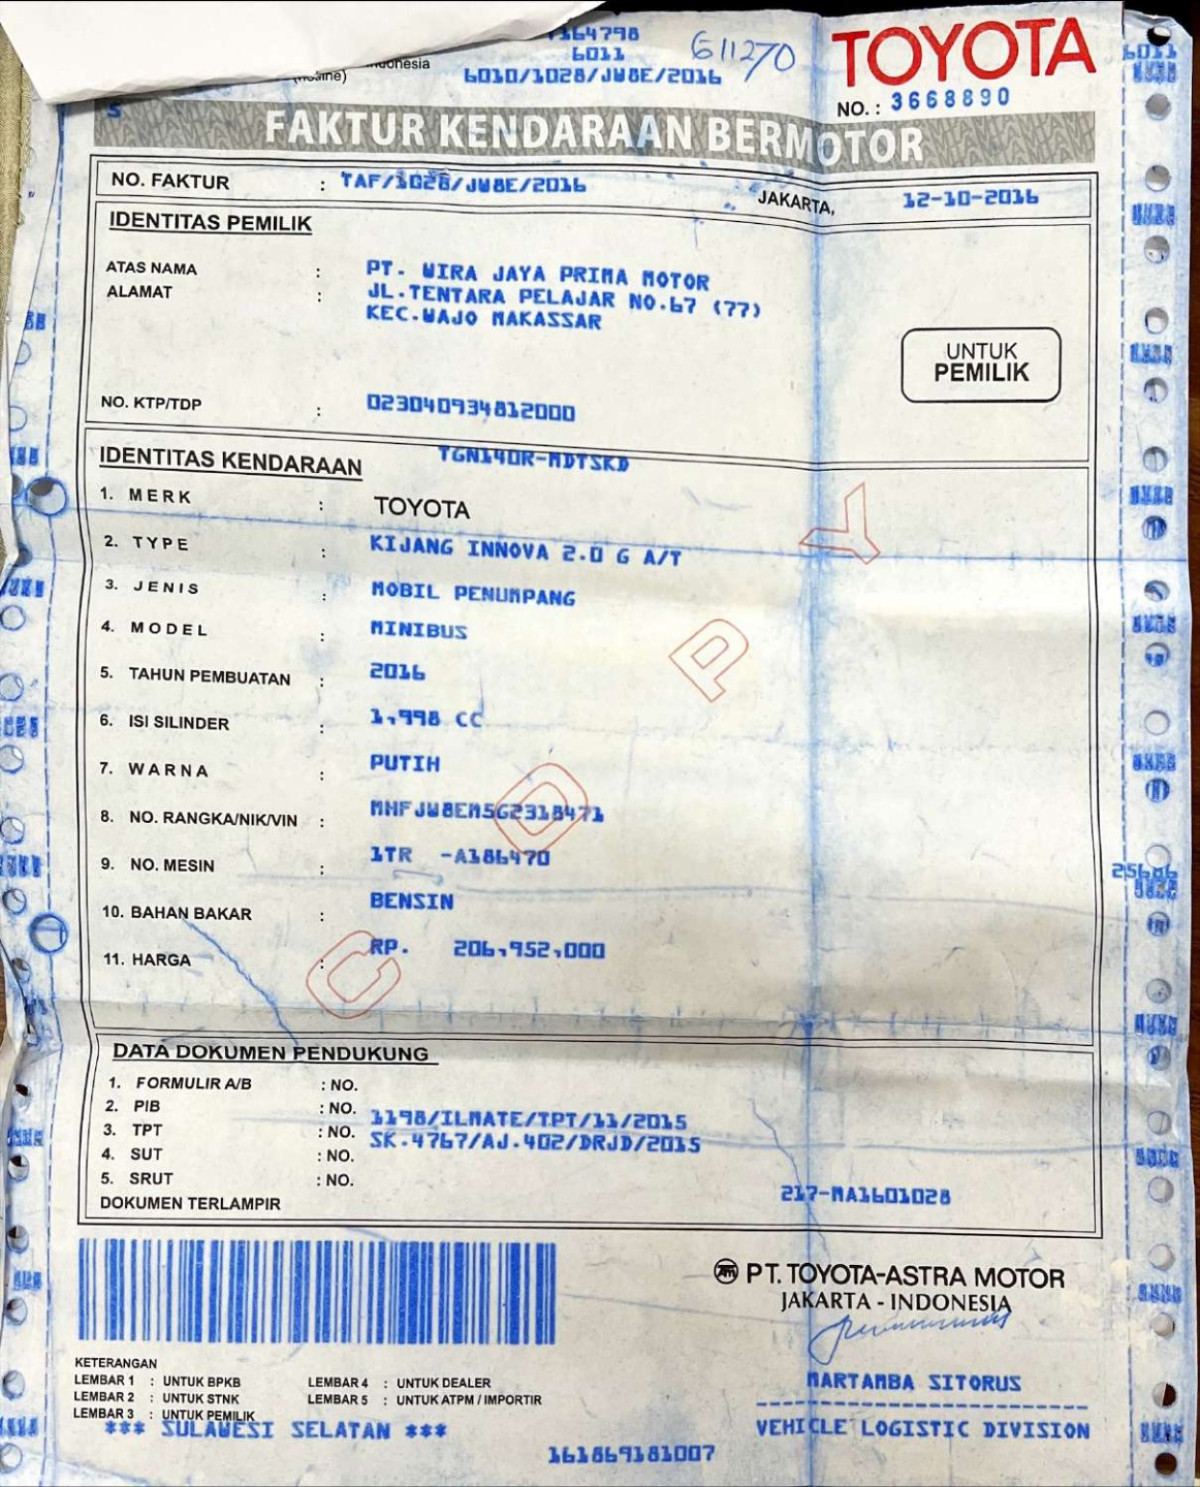 164798
6011
6010/1028/JW8E/2016
611270
TOYOTA
NO. : 3668890
FAKTUR KENDARAAN BERMOTOR
NO. FAKTUR : TAF/1028/JW8E/2016 JAKARTA, 12-10-2016
IDENTITAS PEMILIK
ATAS NAMA : PT. WIRA JAYA PRIMA MOTOR
ALAMAT : JL.TENTARA PELAJAR NO.67 (77)
KEC.WAJO MAKASSAR
UNTUK
PEMILIK
NO. KTP/TDP : 023040934812000
IDENTITAS KENDARAAN TGN140R-MDTSKD
1. MERK : TOYOTA
2. TYPE : KIJANG INNOVA 2.0 G A/T
3. JENIS : MOBIL PENUMPANG
4. MODEL : MINIBUS
5. TAHUN PEMBUATAN : 2016
6. ISI SILINDER : 1,998 CC
7. WARNA : PUTIH
8. NO. RANGKA/NIK/VIN : MHFJW8EM5G2318471
9. NO. MESIN : 1TR -A186470
10. BAHAN BAKAR : BENSIN
11. HARGA : RP. 206,952,000
COPY
DATA DOKUMEN PENDUKUNG
1. FORMULIR A/B : NO.
2. PIB : NO.
3. TPT : NO. 1198/ILMATE/TPT/11/2015
4. SUT : NO. SK.4767/AJ.402/DRJD/2015
5. SRUT : NO.
DOKUMEN TERLAMPIR 217-MA1601028
PT. TOYOTA-ASTRA MOTOR
JAKARTA - INDONESIA
MARTAMBA SITORUS
VEHICLE LOGISTIC DIVISION
KETERANGAN
LEMBAR 1 : UNTUK BPKB LEMBAR 4 : UNTUK DEALER
LEMBAR 2 : UNTUK STNK LEMBAR 5 : UNTUK ATPM / IMPORTIR
LEMBAR 3 : UNTUK PEMILIK
*** SULAWESI SELATAN ***
161869181007